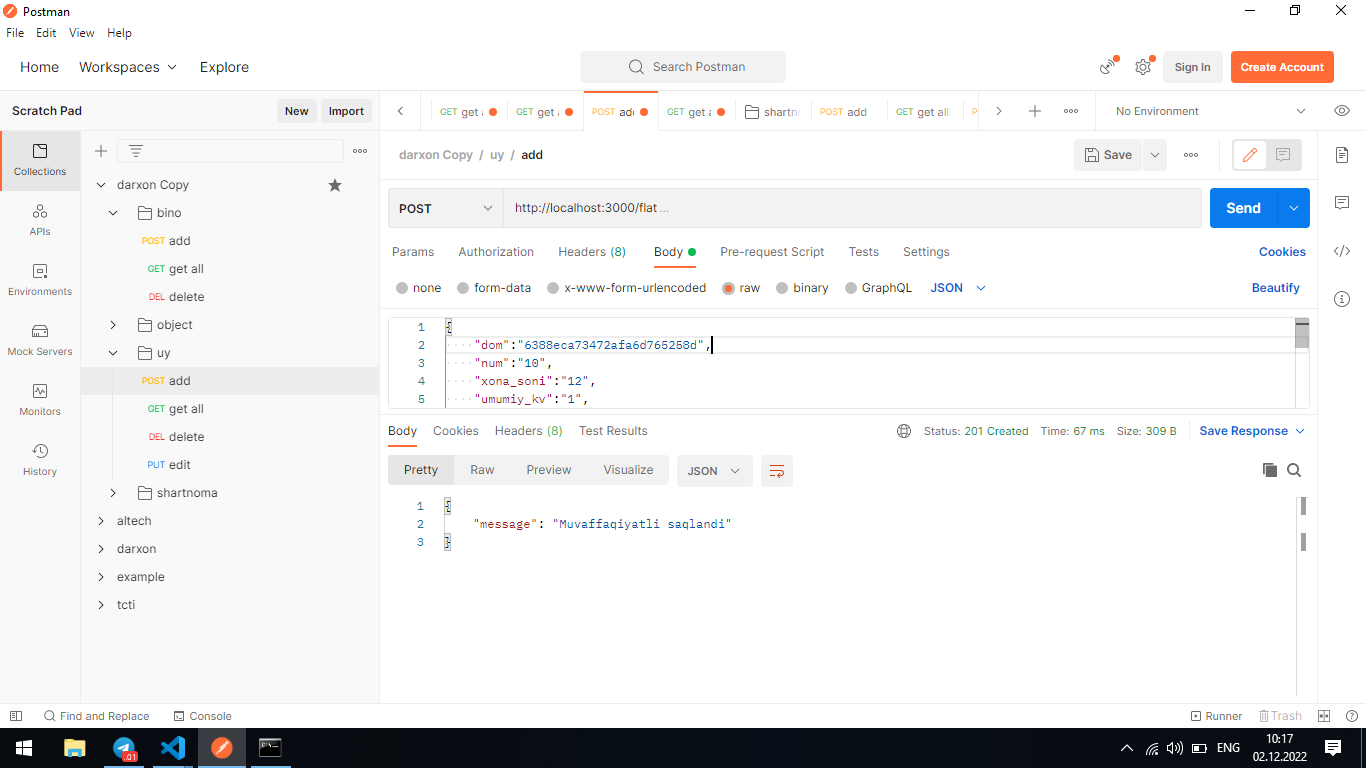 Postman
File Edit View Help
Home Workspaces Explore
Search Postman
Sign In
Create Account
Scratch Pad
New Import
GET get
GET get
POST add
GET get
shartn
POST add
GET get all
No Environment
Collections
APIs
Environments
Mock Servers
Monitors
History
darxon Copy
bino
POST add
GET get all
DEL delete
object
uy
POST add
GET get all
DEL delete
PUT edit
shartnoma
altech
darxon
example
tcti
darxon Copy / uy / add
Save
POST http://localhost:3000/flat ...
Send
Params Authorization Headers (8) Body Pre-request Script Tests Settings Cookies
none form-data x-www-form-urlencoded raw binary GraphQL JSON Beautify
1 {
2 "dom":"6388eca73472afa6d765258d",
3 "num":"10",
4 "xona_soni":"12",
5 "umumiy_kv":"1",
Body Cookies Headers (8) Test Results
Status: 201 Created Time: 67 ms Size: 309 B Save Response
Pretty Raw Preview Visualize JSON
1 {
2 "message": "Muvaffaqiyatli saqlandi"
3 }
Find and Replace Console
Runner Trash
.01
ENG
10:17
02.12.2022